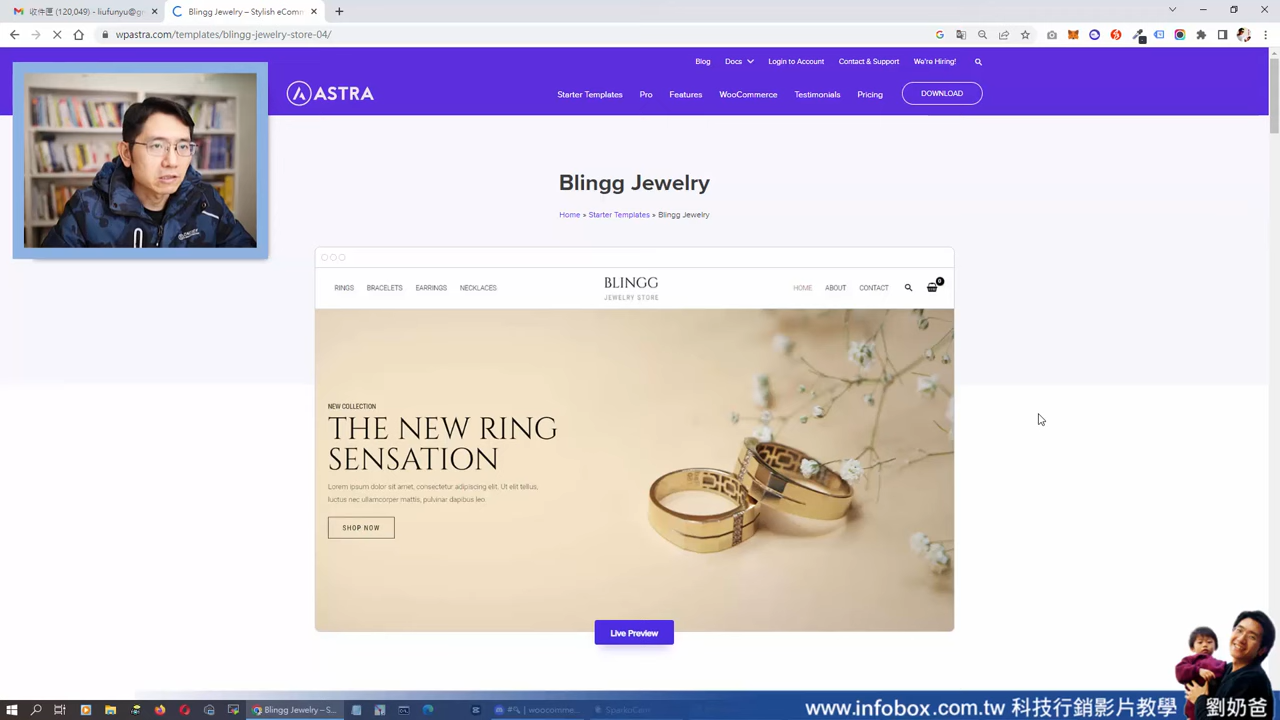 收匣 (12,049) - liufunyu@g
Blingg Jewelry – Stylish eComm
wpastra.com/templates/blingg-jewelry-store-04/
Blog
Docs
Login to Account
Contact & Support
We're Hiring!
ASTRA
Starter Templates
Pro
Features
WooCommerce
Testimonials
Pricing
DOWNLOAD
Blingg Jewelry
Home » Starter Templates » Blingg Jewelry
RINGS
BRACELETS
EARRINGS
NECKLACES
BLINGG
JEWELRY STORE
HOME
ABOUT
CONTACT
0
NEW COLLECTION
THE NEW RING
SENSATION
Lorem ipsum dolor sit amet, consectetur adipiscing elit. Ut elit tellus,
luctus nec ullamcorper mattis, pulvinar dapibus leo.
SHOP NOW
Live Preview
Blingg Jewelry – S
#🔍 | woocomme...
SparkoCam
www.infobox.com.tw 科技行銷影片教學
劉奶爸